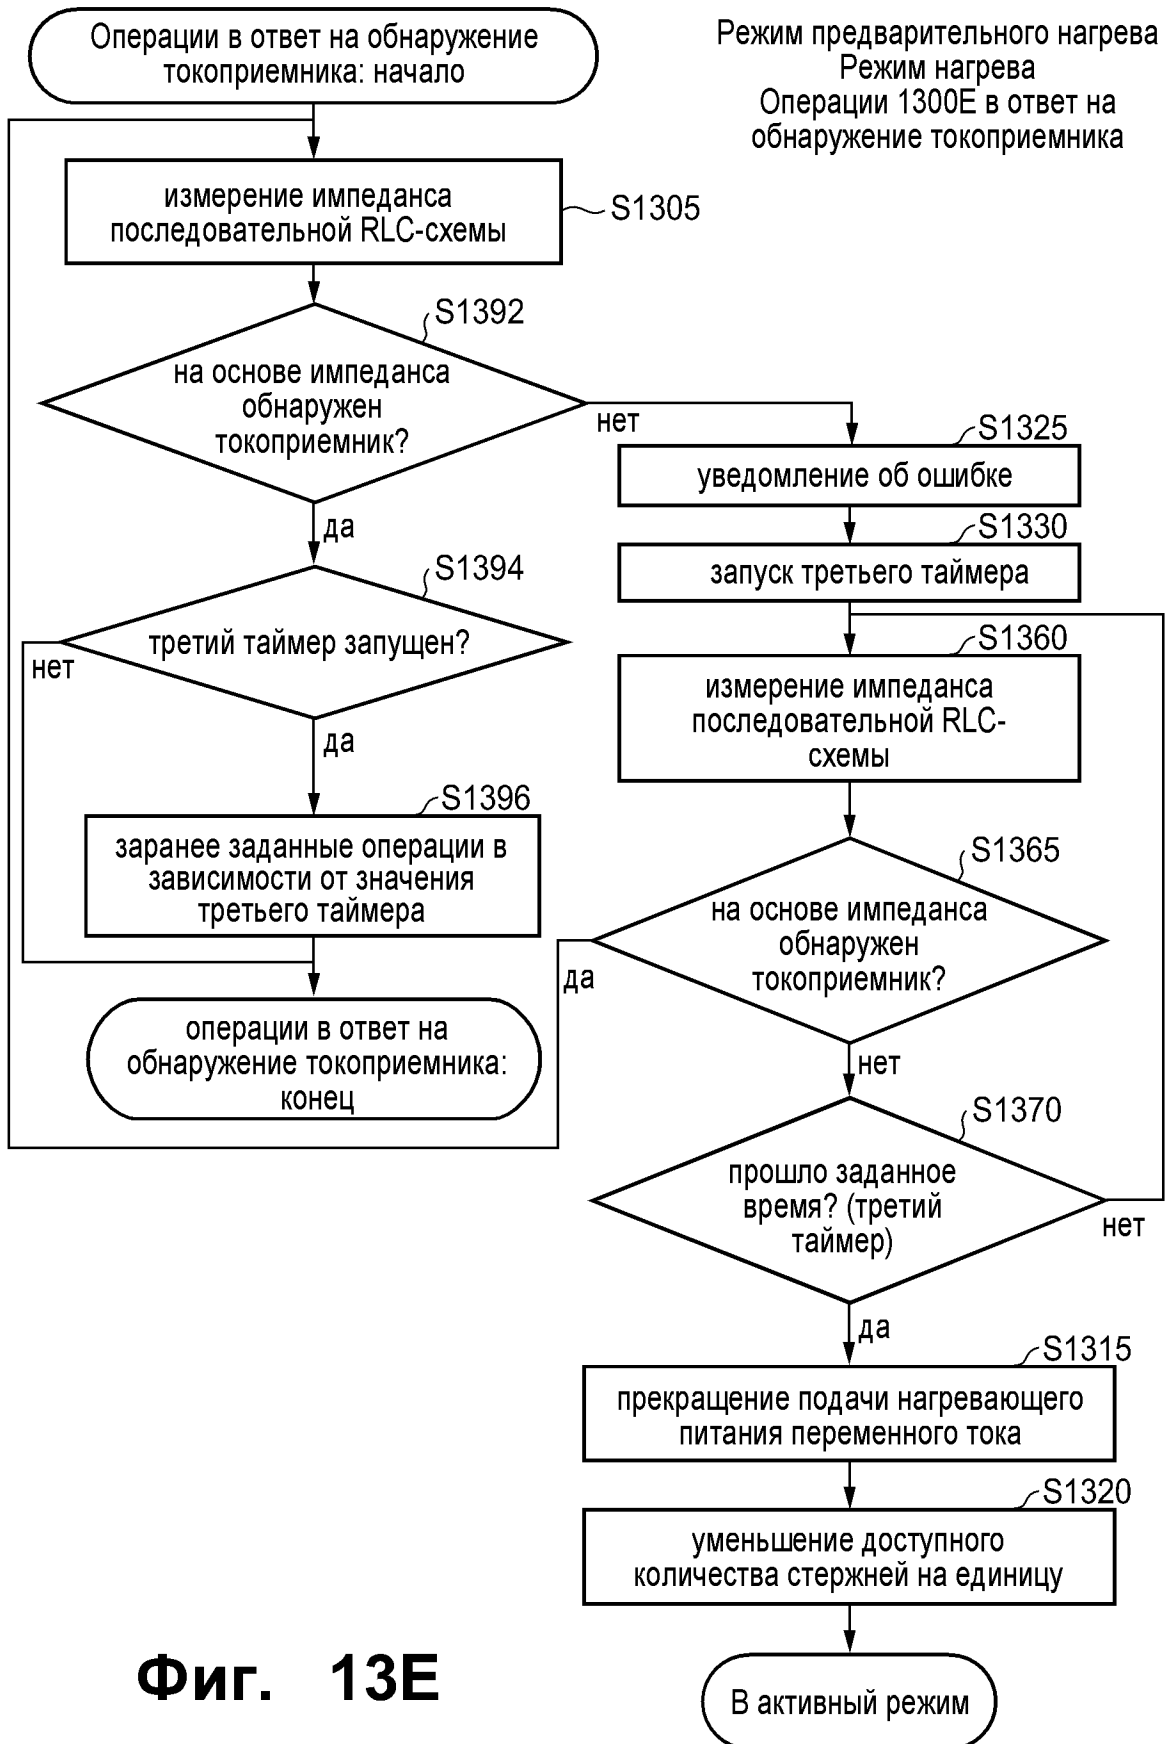 Операции в ответ на обнаружение
токоприемника: начало
Режим предварительного нагрева
Режим нагрева
Операции 1300E в ответ на
обнаружение токоприемника
измерение импеданса
последовательной RLC-схемы
S1305
S1392
на основе импеданса
обнаружен
токоприемник?
нет
да
S1325
уведомление об ошибке
S1330
запуск третьего таймера
S1394
третий таймер запущен?
нет
да
S1360
измерение импеданса
последовательной RLC-
схемы
S1396
заранее заданные операции в
зависимости от значения
третьего таймера
S1365
на основе импеданса
обнаружен
токоприемник?
да
нет
операции в ответ на
обнаружение токоприемника:
конец
S1370
прошло заданное
время? (третий
таймер)
нет
да
S1315
прекращение подачи нагревающего
питания переменного тока
S1320
уменьшение доступного
количества стержней на единицу
В активный режим
Фиг. 13E